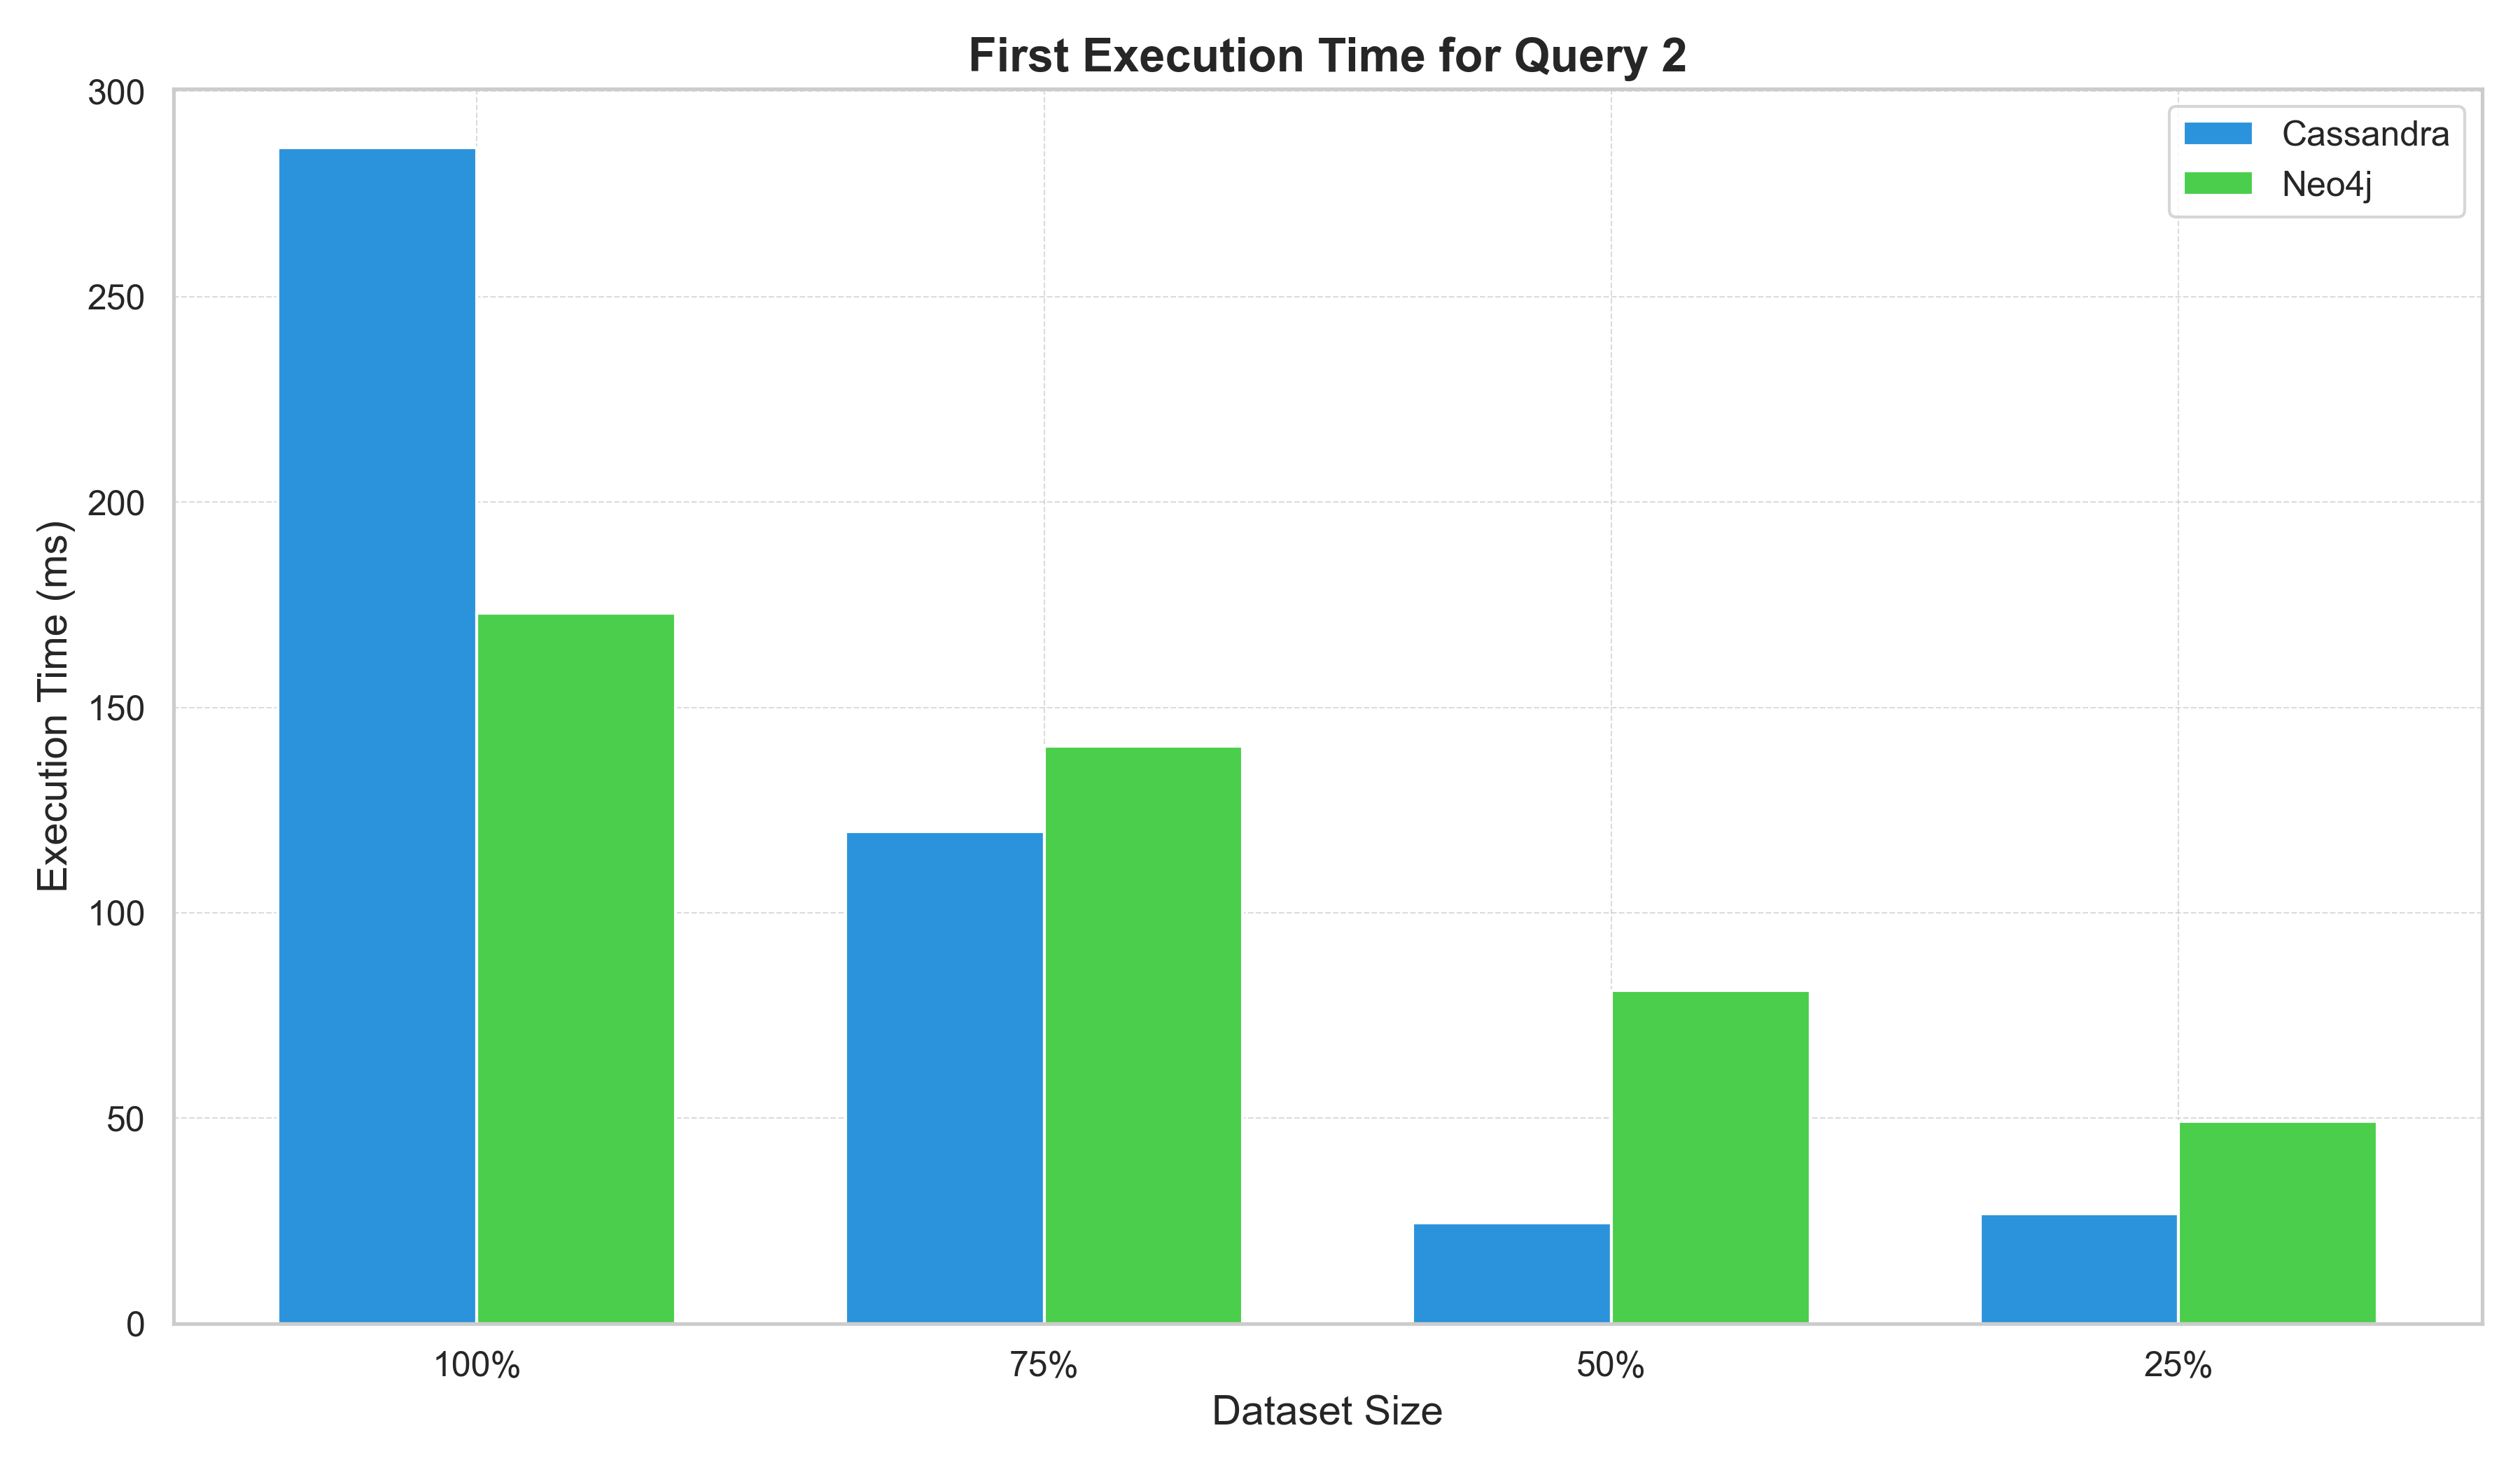 First Execution Time for Query 2
Cassandra
Neo4j
Execution Time (ms)
300
250
200
150
100
50
0
100%
75%
50%
25%
Dataset Size